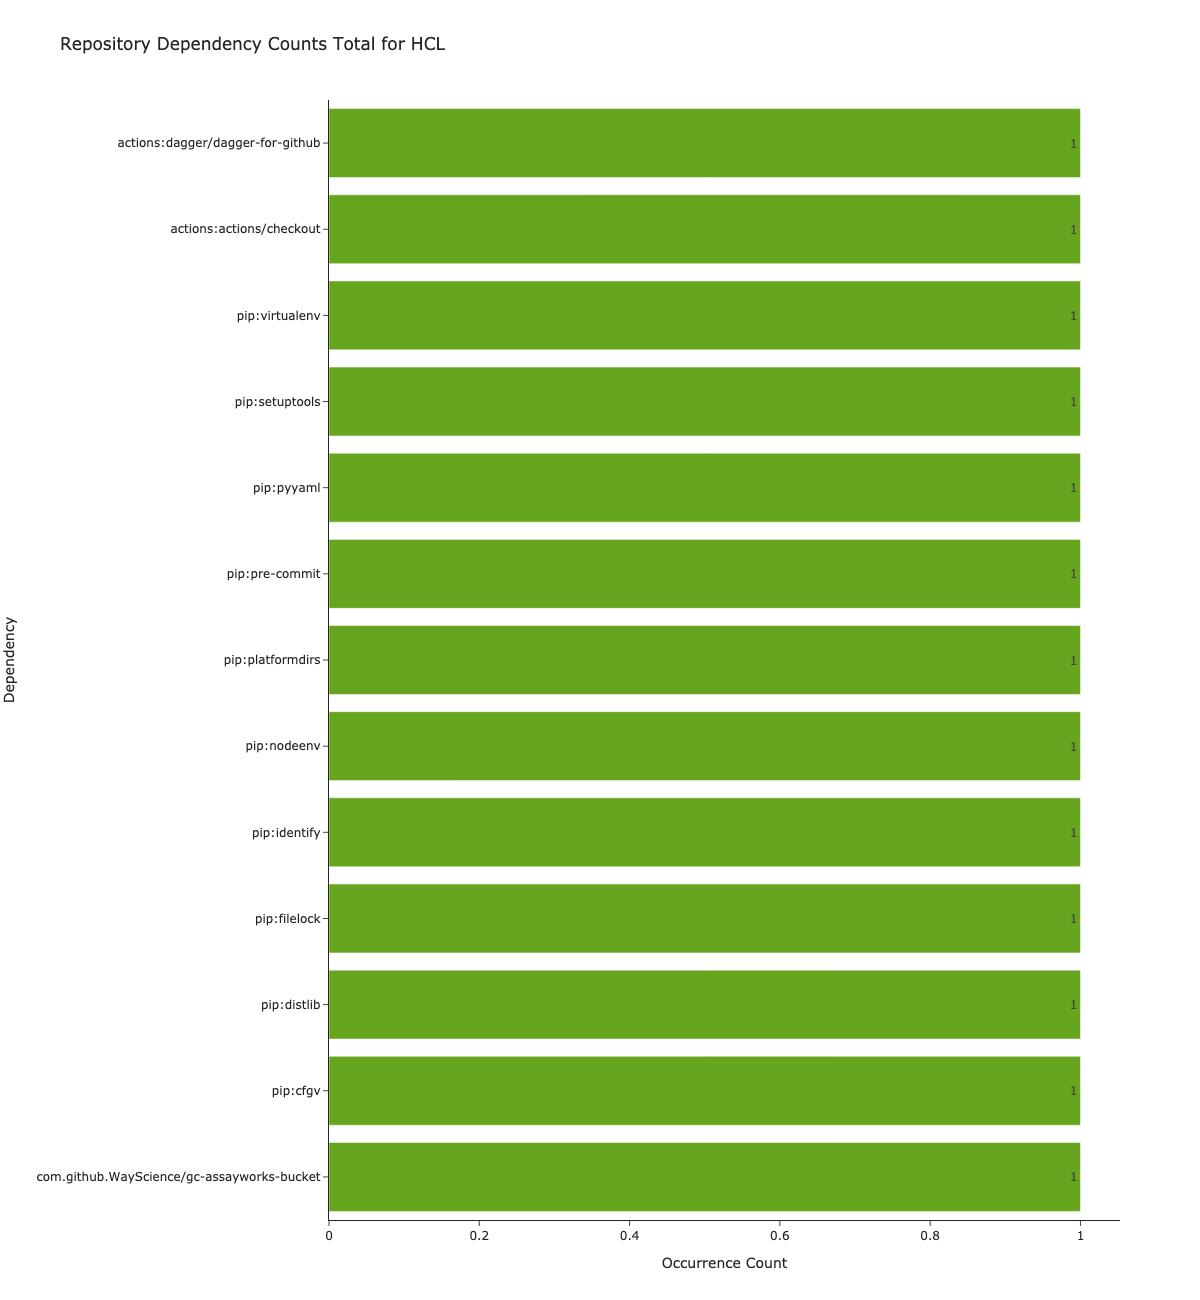 Repository Dependency Counts Total for HCL
actions:dagger/dagger-for-github
1
actions:actions/checkout
1
pip:virtualenv
1
pip:setuptools
1
pip:pyyaml
1
pip:pre-commit
1
pip:platformdirs
1
pip:nodeenv
1
pip:identify
1
pip:filelock
1
pip:distlib
1
pip:cfgv
1
com.github.WayScience/gc-assayworks-bucket
1
Dependency
0 0.2 0.4 0.6 0.8 1
Occurrence Count